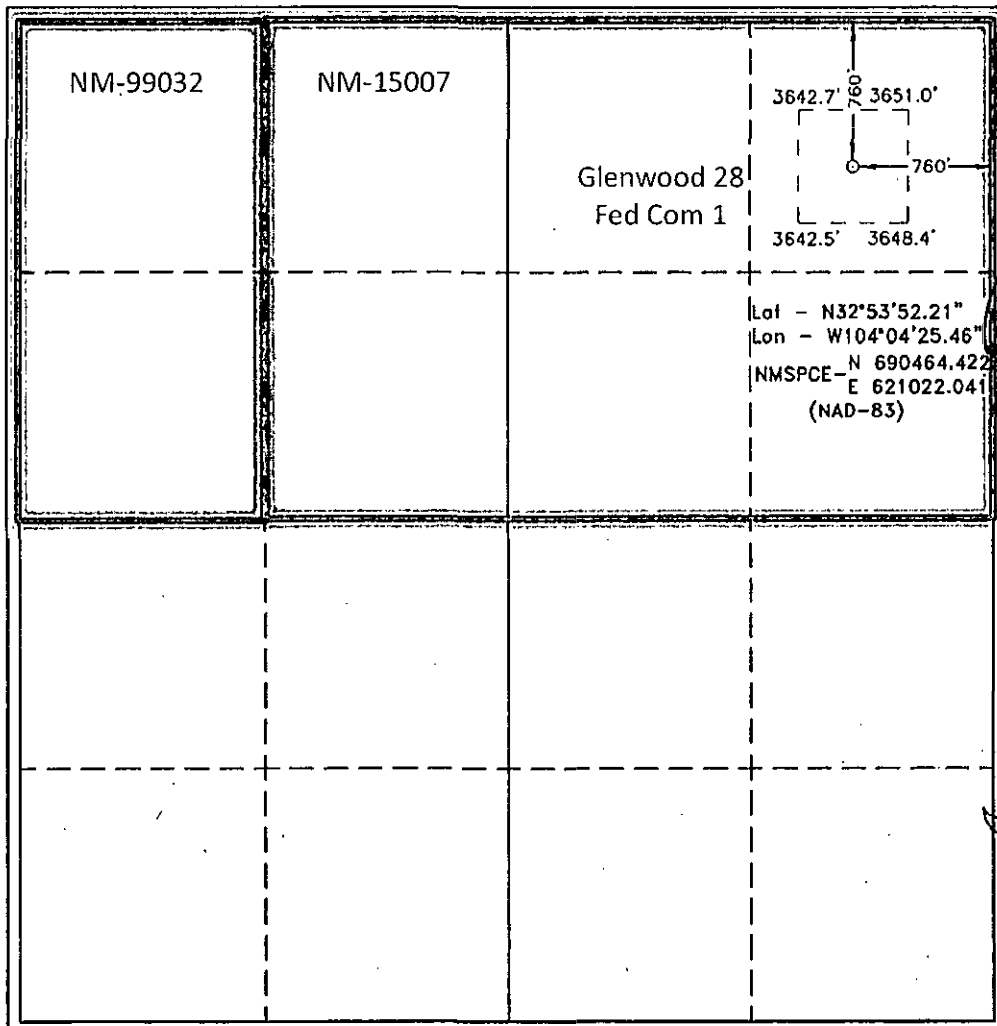 NM-99032
NM-15007
760'
3642.7' 3651.0'
760'
Glenwood 28
Fed Com 1
3642.5' 3648.4'
Lat - N32°53'52.21"
Lon - W104°04'25.46"
NMSPCE- N 690464.422
E 621022.041
(NAD-83)